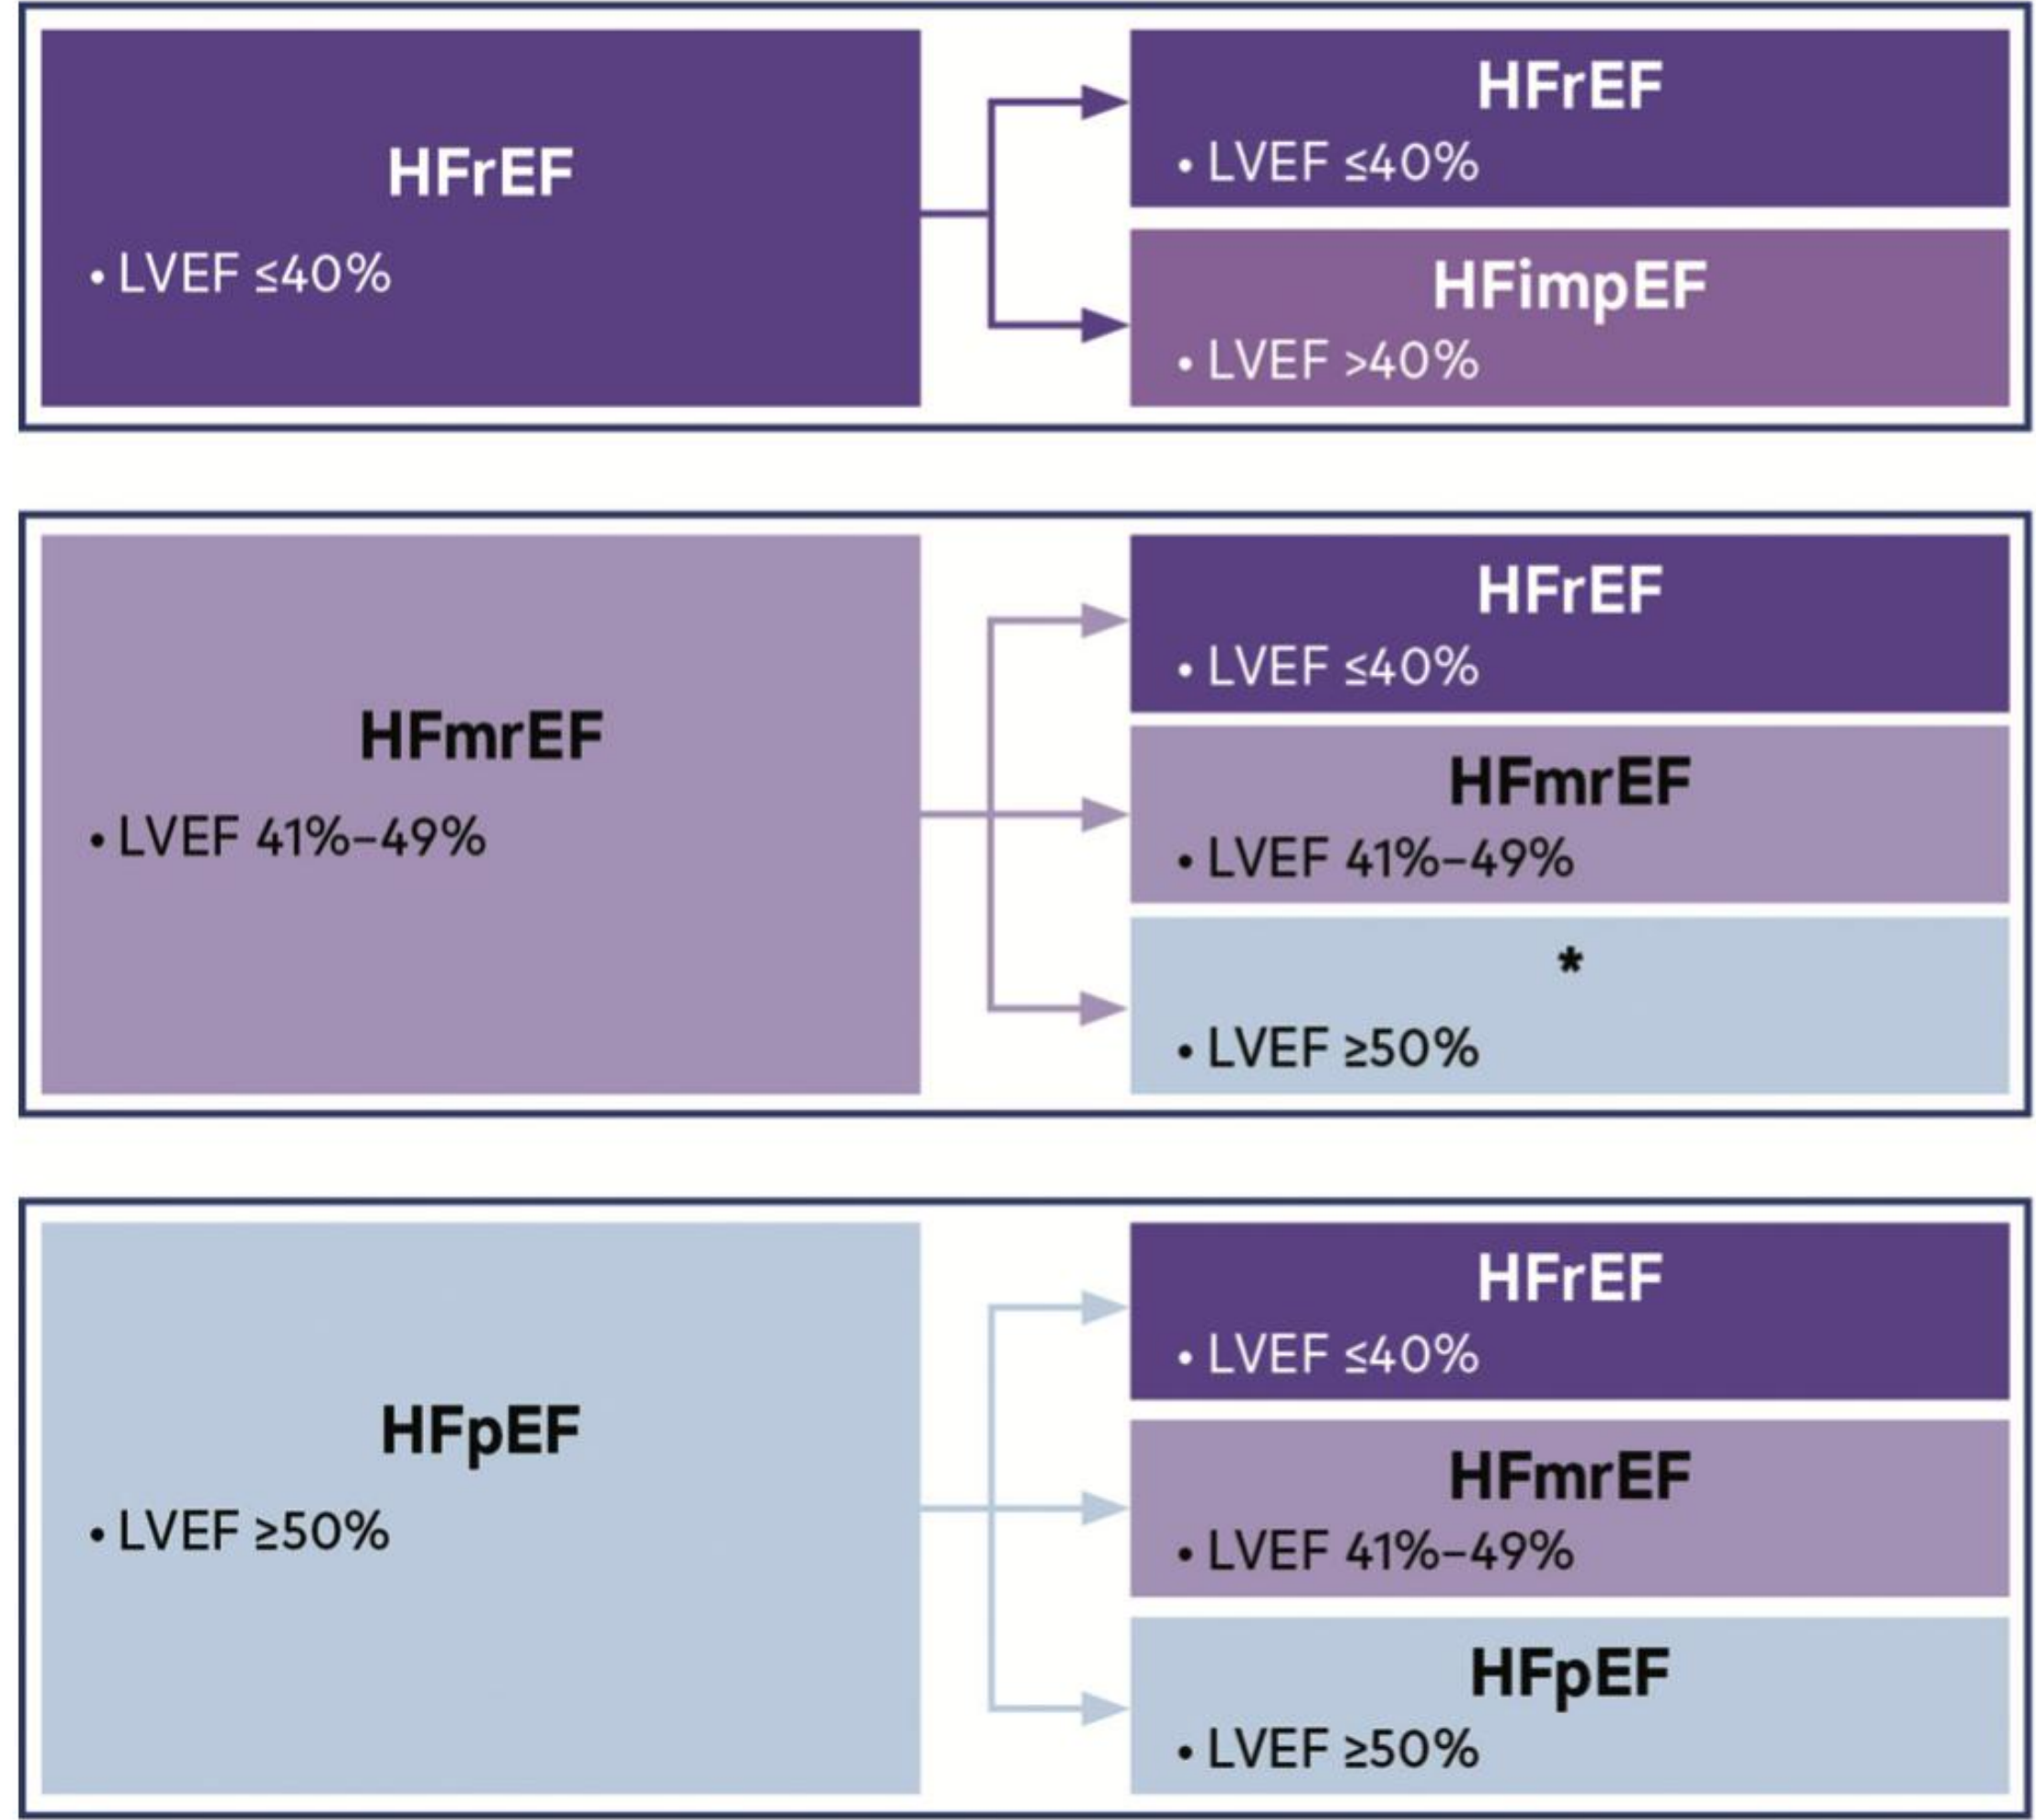 HFrEF
• LVEF ≤40%
HFrEF
• LVEF ≤40%
HFimpEF
• LVEF >40%
HFmrEF
• LVEF 41%–49%
HFrEF
• LVEF ≤40%
HFmrEF
• LVEF 41%–49%
*
• LVEF ≥50%
HFpEF
• LVEF ≥50%
HFrEF
• LVEF ≤40%
HFmrEF
• LVEF 41%–49%
HFpEF
• LVEF ≥50%